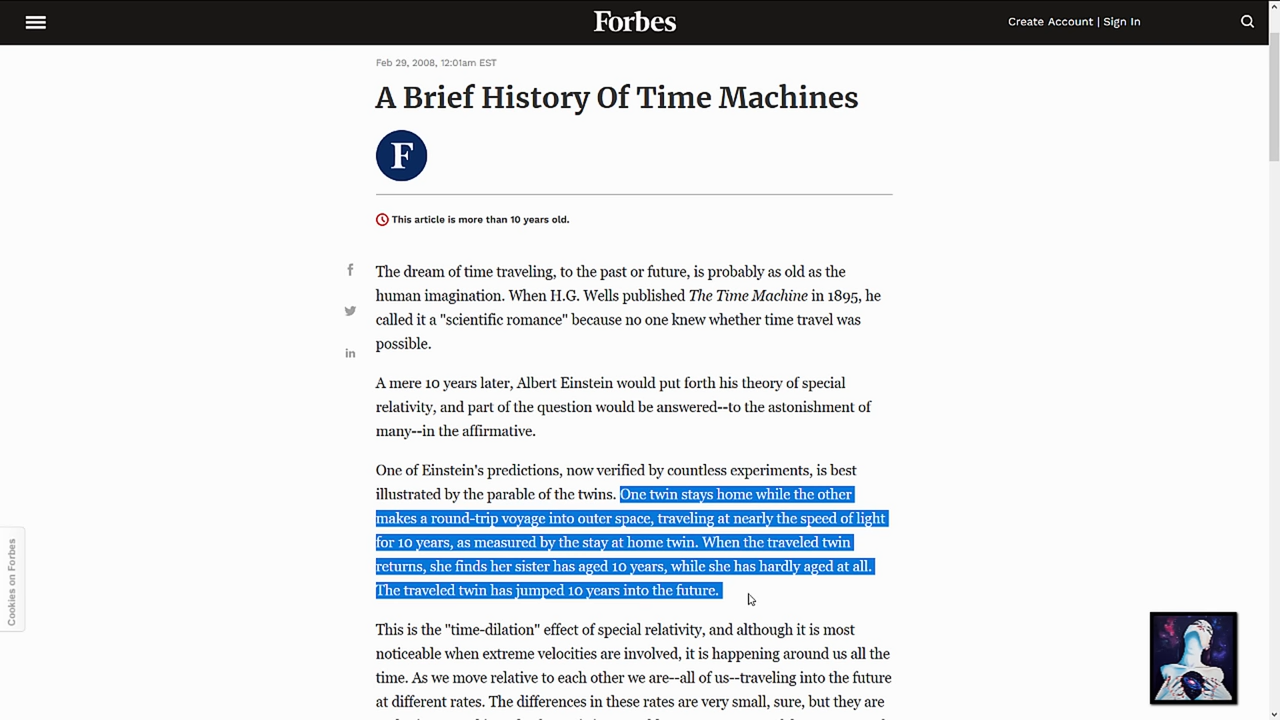 Forbes
Create Account | Sign In
Feb 29, 2008, 12:01am EST
A Brief History Of Time Machines
F
This article is more than 10 years old.
The dream of time traveling, to the past or future, is probably as old as the
human imagination. When H.G. Wells published The Time Machine in 1895, he
called it a "scientific romance" because no one knew whether time travel was
possible.
A mere 10 years later, Albert Einstein would put forth his theory of special
relativity, and part of the question would be answered--to the astonishment of
many--in the affirmative.
One of Einstein's predictions, now verified by countless experiments, is best
illustrated by the parable of the twins. One twin stays home while the other
makes a round-trip voyage into outer space, traveling at nearly the speed of light
for 10 years, as measured by the stay at home twin. When the traveled twin
returns, she finds her sister has aged 10 years, while she has hardly aged at all.
The traveled twin has jumped 10 years into the future.
This is the "time-dilation" effect of special relativity, and although it is most
noticeable when extreme velocities are involved, it is happening around us all the
time. As we move relative to each other we are--all of us--traveling into the future
at different rates. The differences in these rates are very small, sure, but they are
Cookies on Forbes